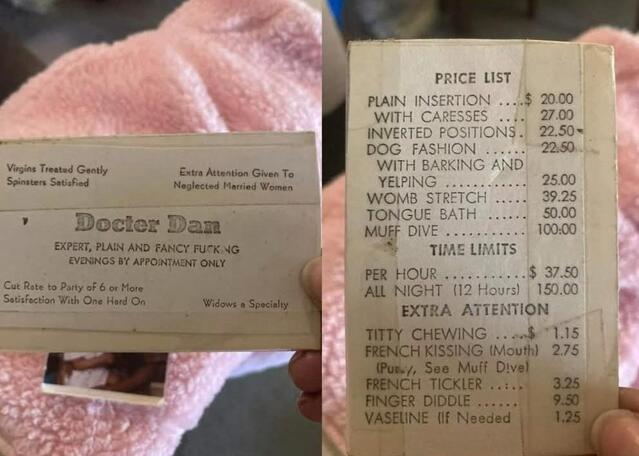 Virgins Treated Gently
Spinsters Satisfied
Extra Attention Given To
Neglected Married Women
Docter Dan
EXPERT, PLAIN AND FANCY FUCKING
EVENINGS BY APPOINTMENT ONLY
Cut Rate to Party of 6 or More
Satisfaction With One Hard On
Widows a Specialty
PRICE LIST
PLAIN INSERTION ....$ 20.00
WITH CARESSES .... 27.00
INVERTED POSITIONS. 22.50
DOG FASHION ...... 22.50
WITH BARKING AND
YELPING ............ 25.00
WOMB STRETCH ..... 39.25
TONGUE BATH ..... 50.00
MUFF DIVE ........... 100:00
TIME LIMITS
PER HOUR ..........$ 37.50
ALL NIGHT (12 Hours) 150.00
EXTRA ATTENTION
TITTY CHEWING ....$ 1.15
FRENCH KISSING (Mouth) 2.75
(Pussy, See Muff Dive)
FRENCH TICKLER ..... 3.25
FINGER DIDDLE ...... 9.50
VASELINE (If Needed 1.25